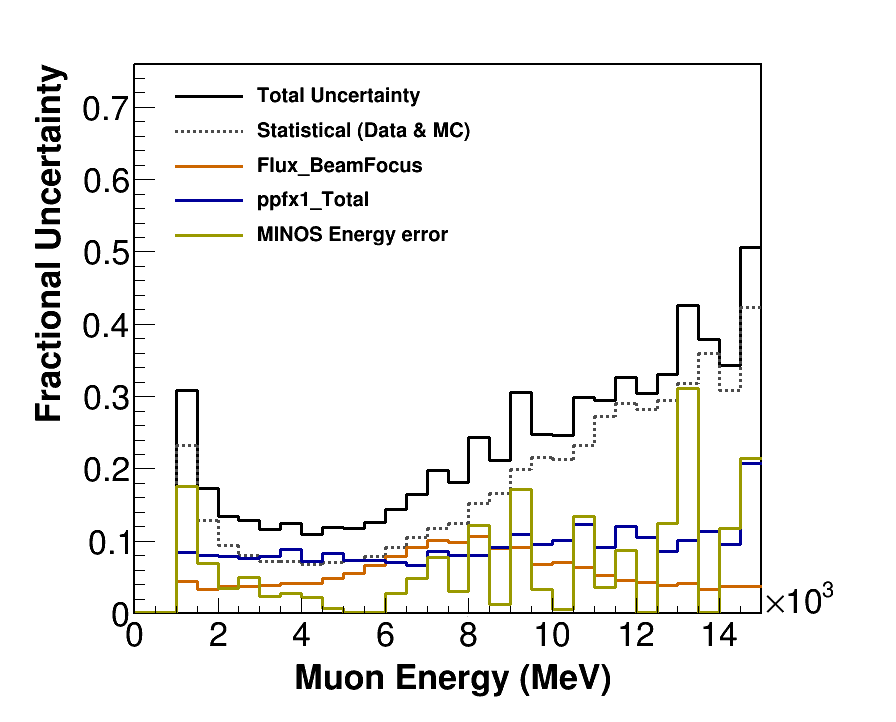 Fractional Uncertainty
0.7
0.6
0.5
0.4
0.3
0.2
0.1
0
Total Uncertainty
Statistical (Data & MC)
Flux_BeamFocus
ppfx1_Total
MINOS Energy error
0 2 4 6 8 10 12 14
×10³
Muon Energy (MeV)